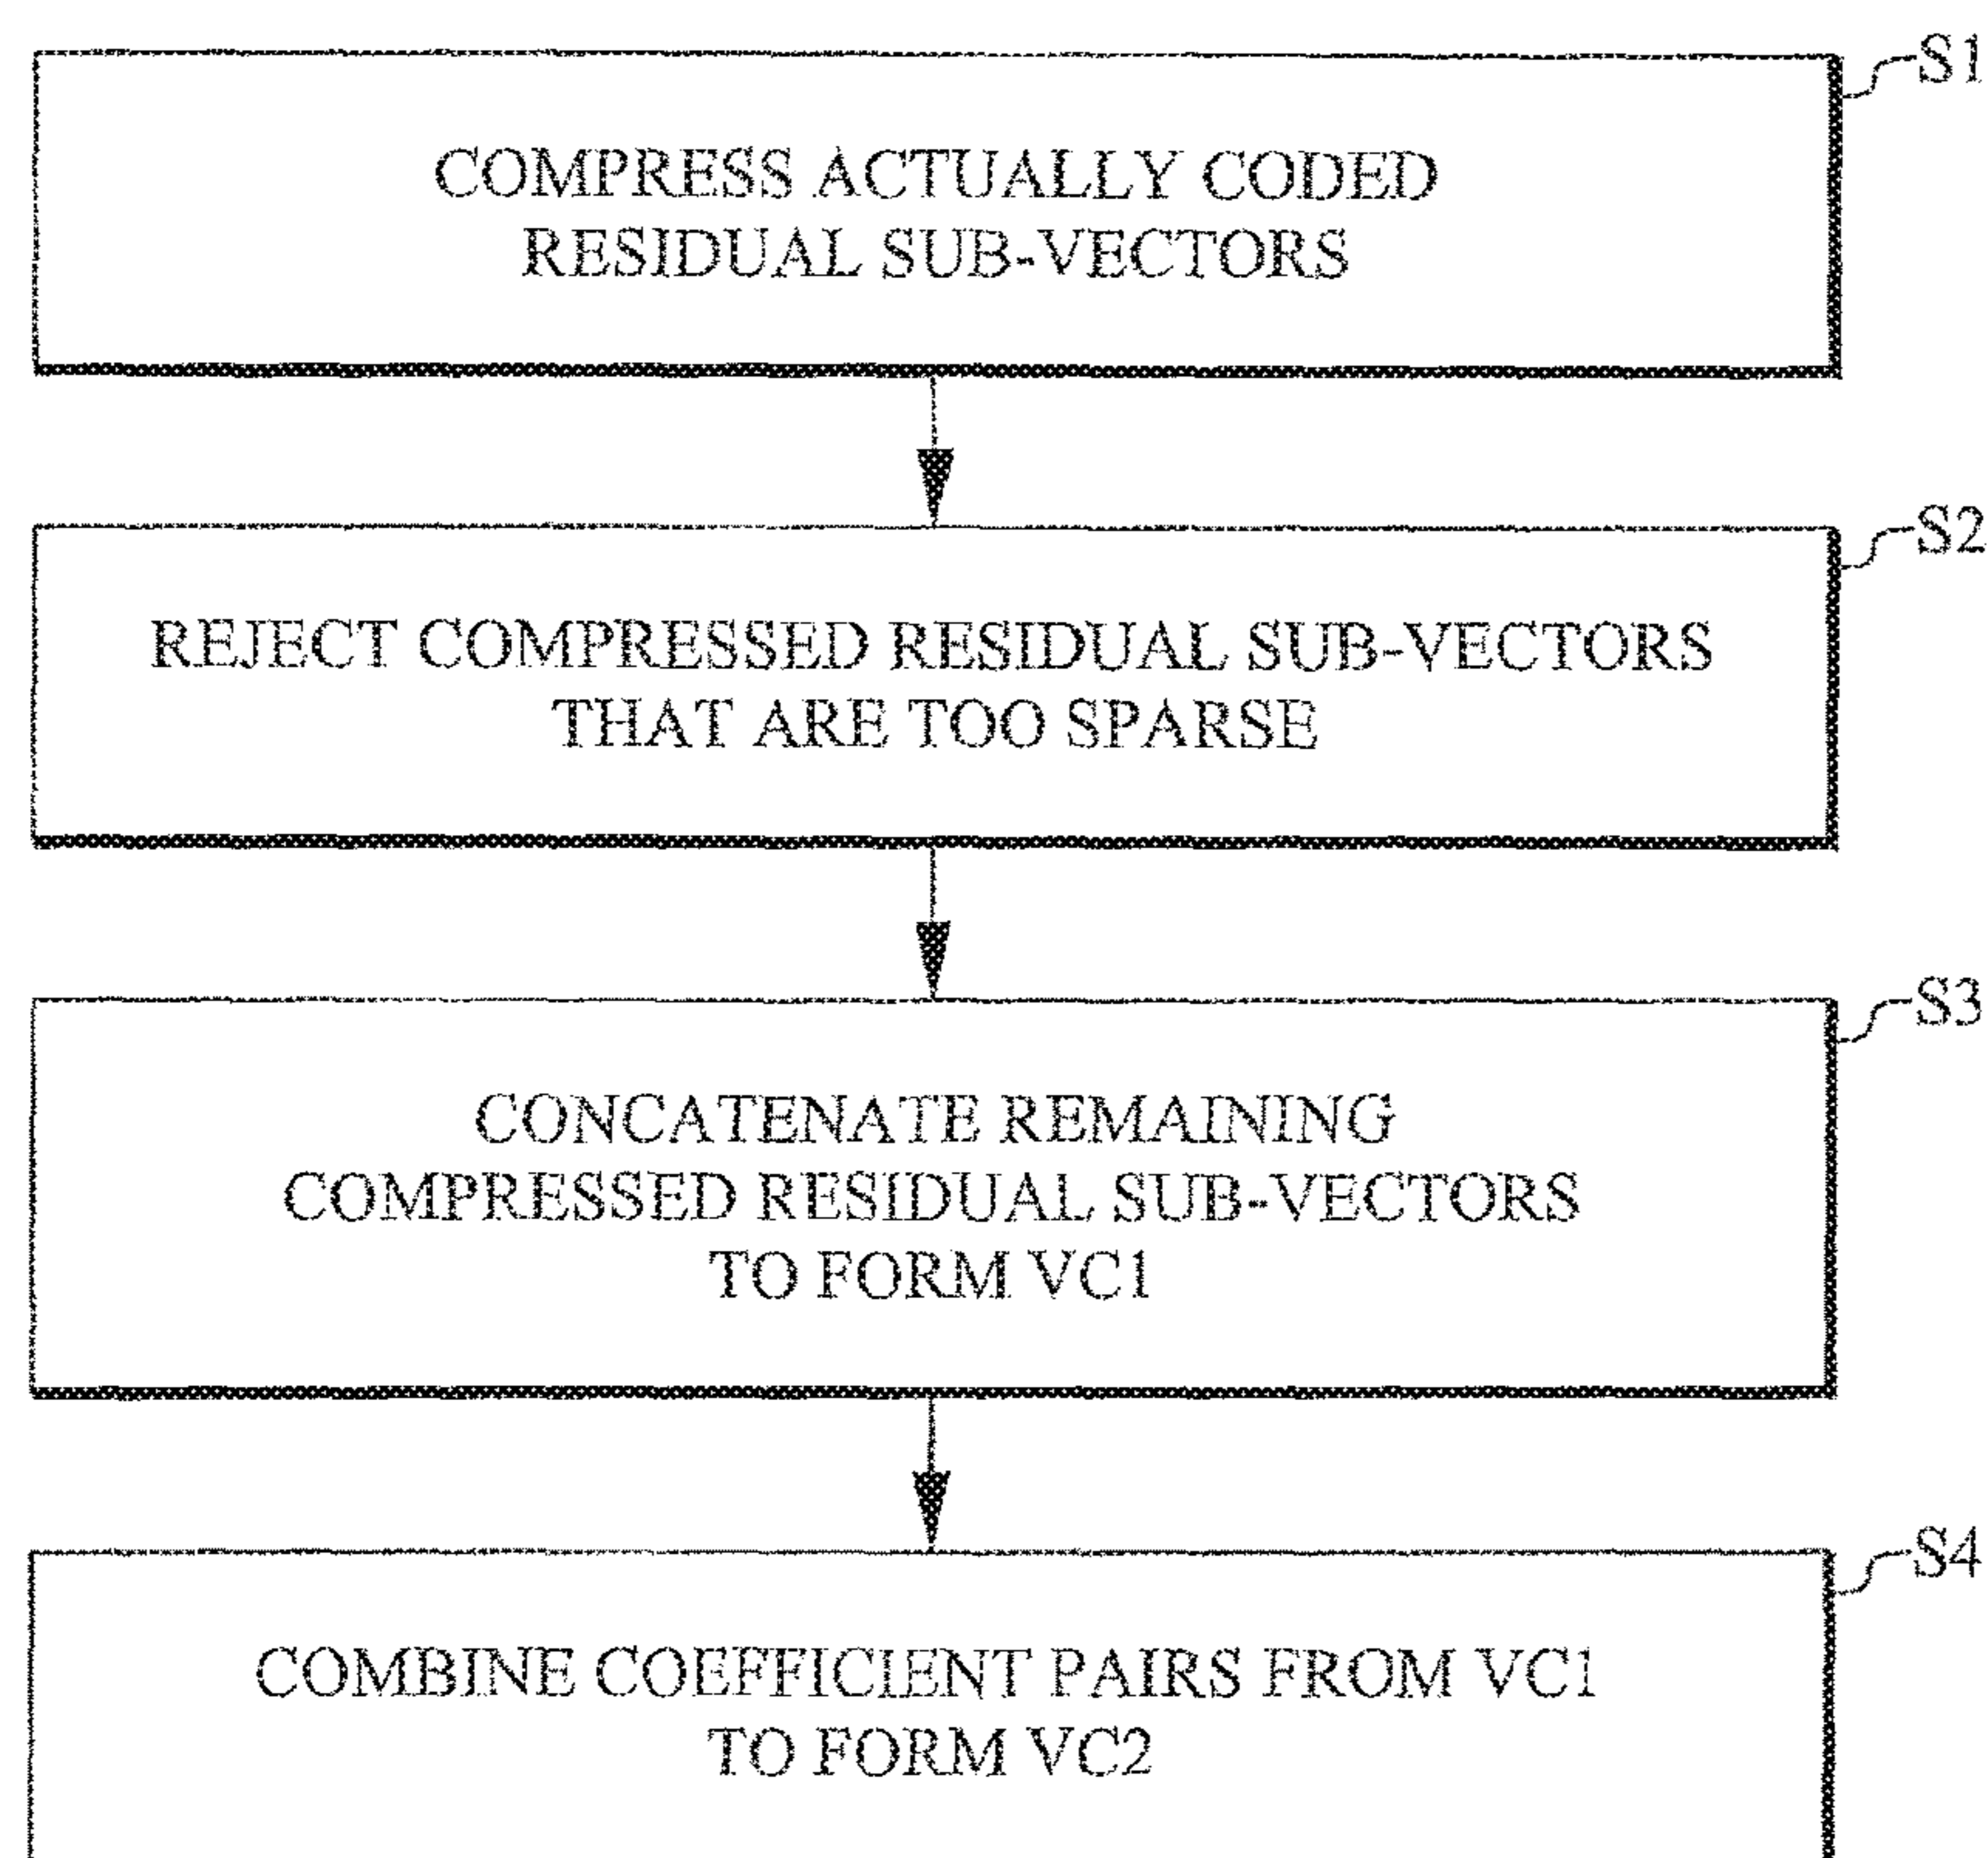 S1
COMPRESS ACTUALLY CODED
RESIDUAL SUB-VECTORS
S2
REJECT COMPRESSED RESIDUAL SUB-VECTORS
THAT ARE TOO SPARSE
S3
CONCATENATE REMAINING
COMPRESSED RESIDUAL SUB-VECTORS
TO FORM VC1
S4
COMBINE COEFFICIENT PAIRS FROM VC1
TO FORM VC2